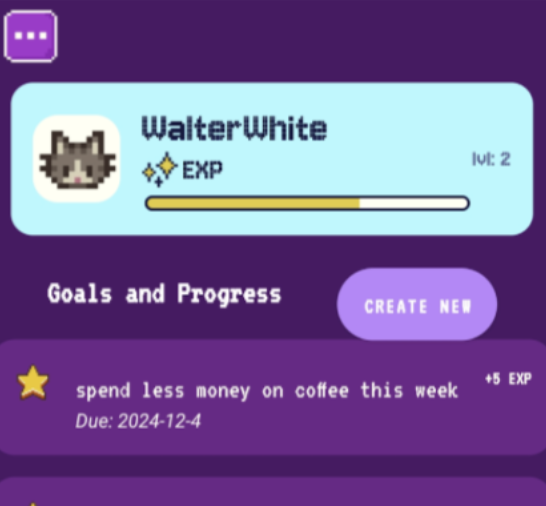 WalterWhite
EXP
lvl: 2
Goals and Progress
CREATE NEW
spend less money on coffee this week
+5 EXP
Due: 2024-12-4